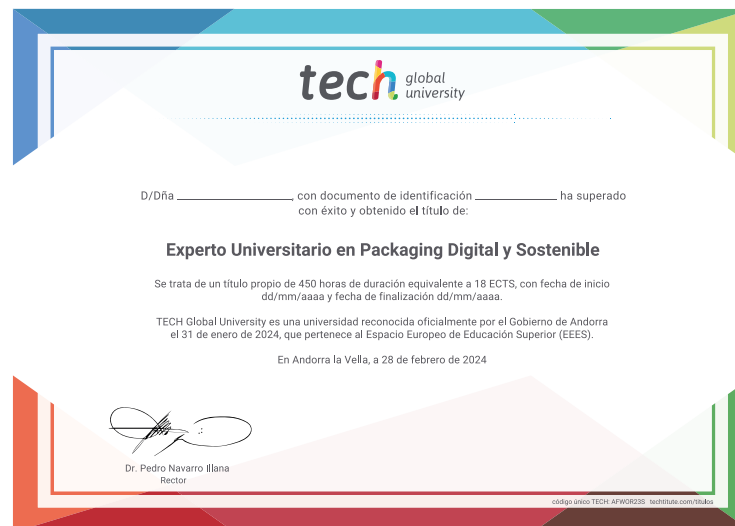 tech global
university
D/Dña ______________, con documento de identificación __________ ha superado
con éxito y obtenido el título de:
Experto Universitario en Packaging Digital y Sostenible
Se trata de un título propio de 450 horas de duración equivalente a 18 ECTS, con fecha de inicio
dd/mm/aaaa y fecha de finalización dd/mm/aaaa.
TECH Global University es una universidad reconocida oficialmente por el Gobierno de Andorra
el 31 de enero de 2024, que pertenece al Espacio Europeo de Educación Superior (EEES).
En Andorra la Vella, a 28 de febrero de 2024
Dr. Pedro Navarro Illana
Rector
código único TECH: AFWOR23S techtitute.com/titulos